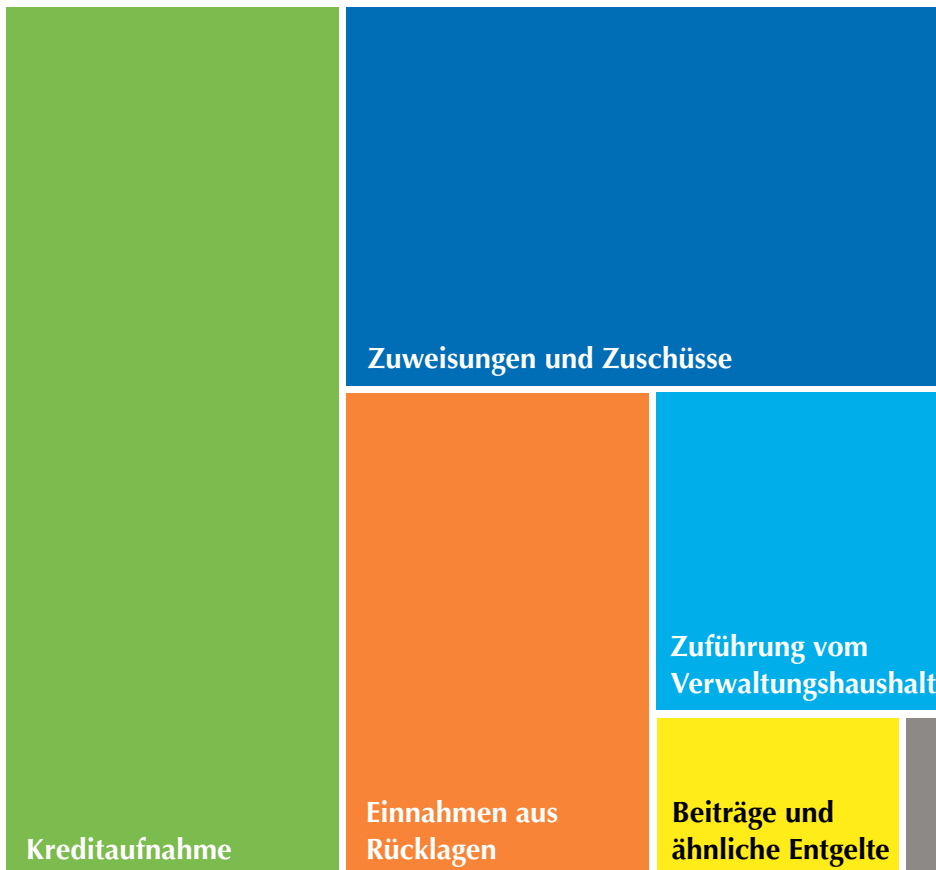 Zuweisungen und Zuschüsse
Zuführung vom
Verwaltungshaushalt
Einnahmen aus
Rücklagen
Beiträge und
ähnliche Entgelte
Kreditaufnahme